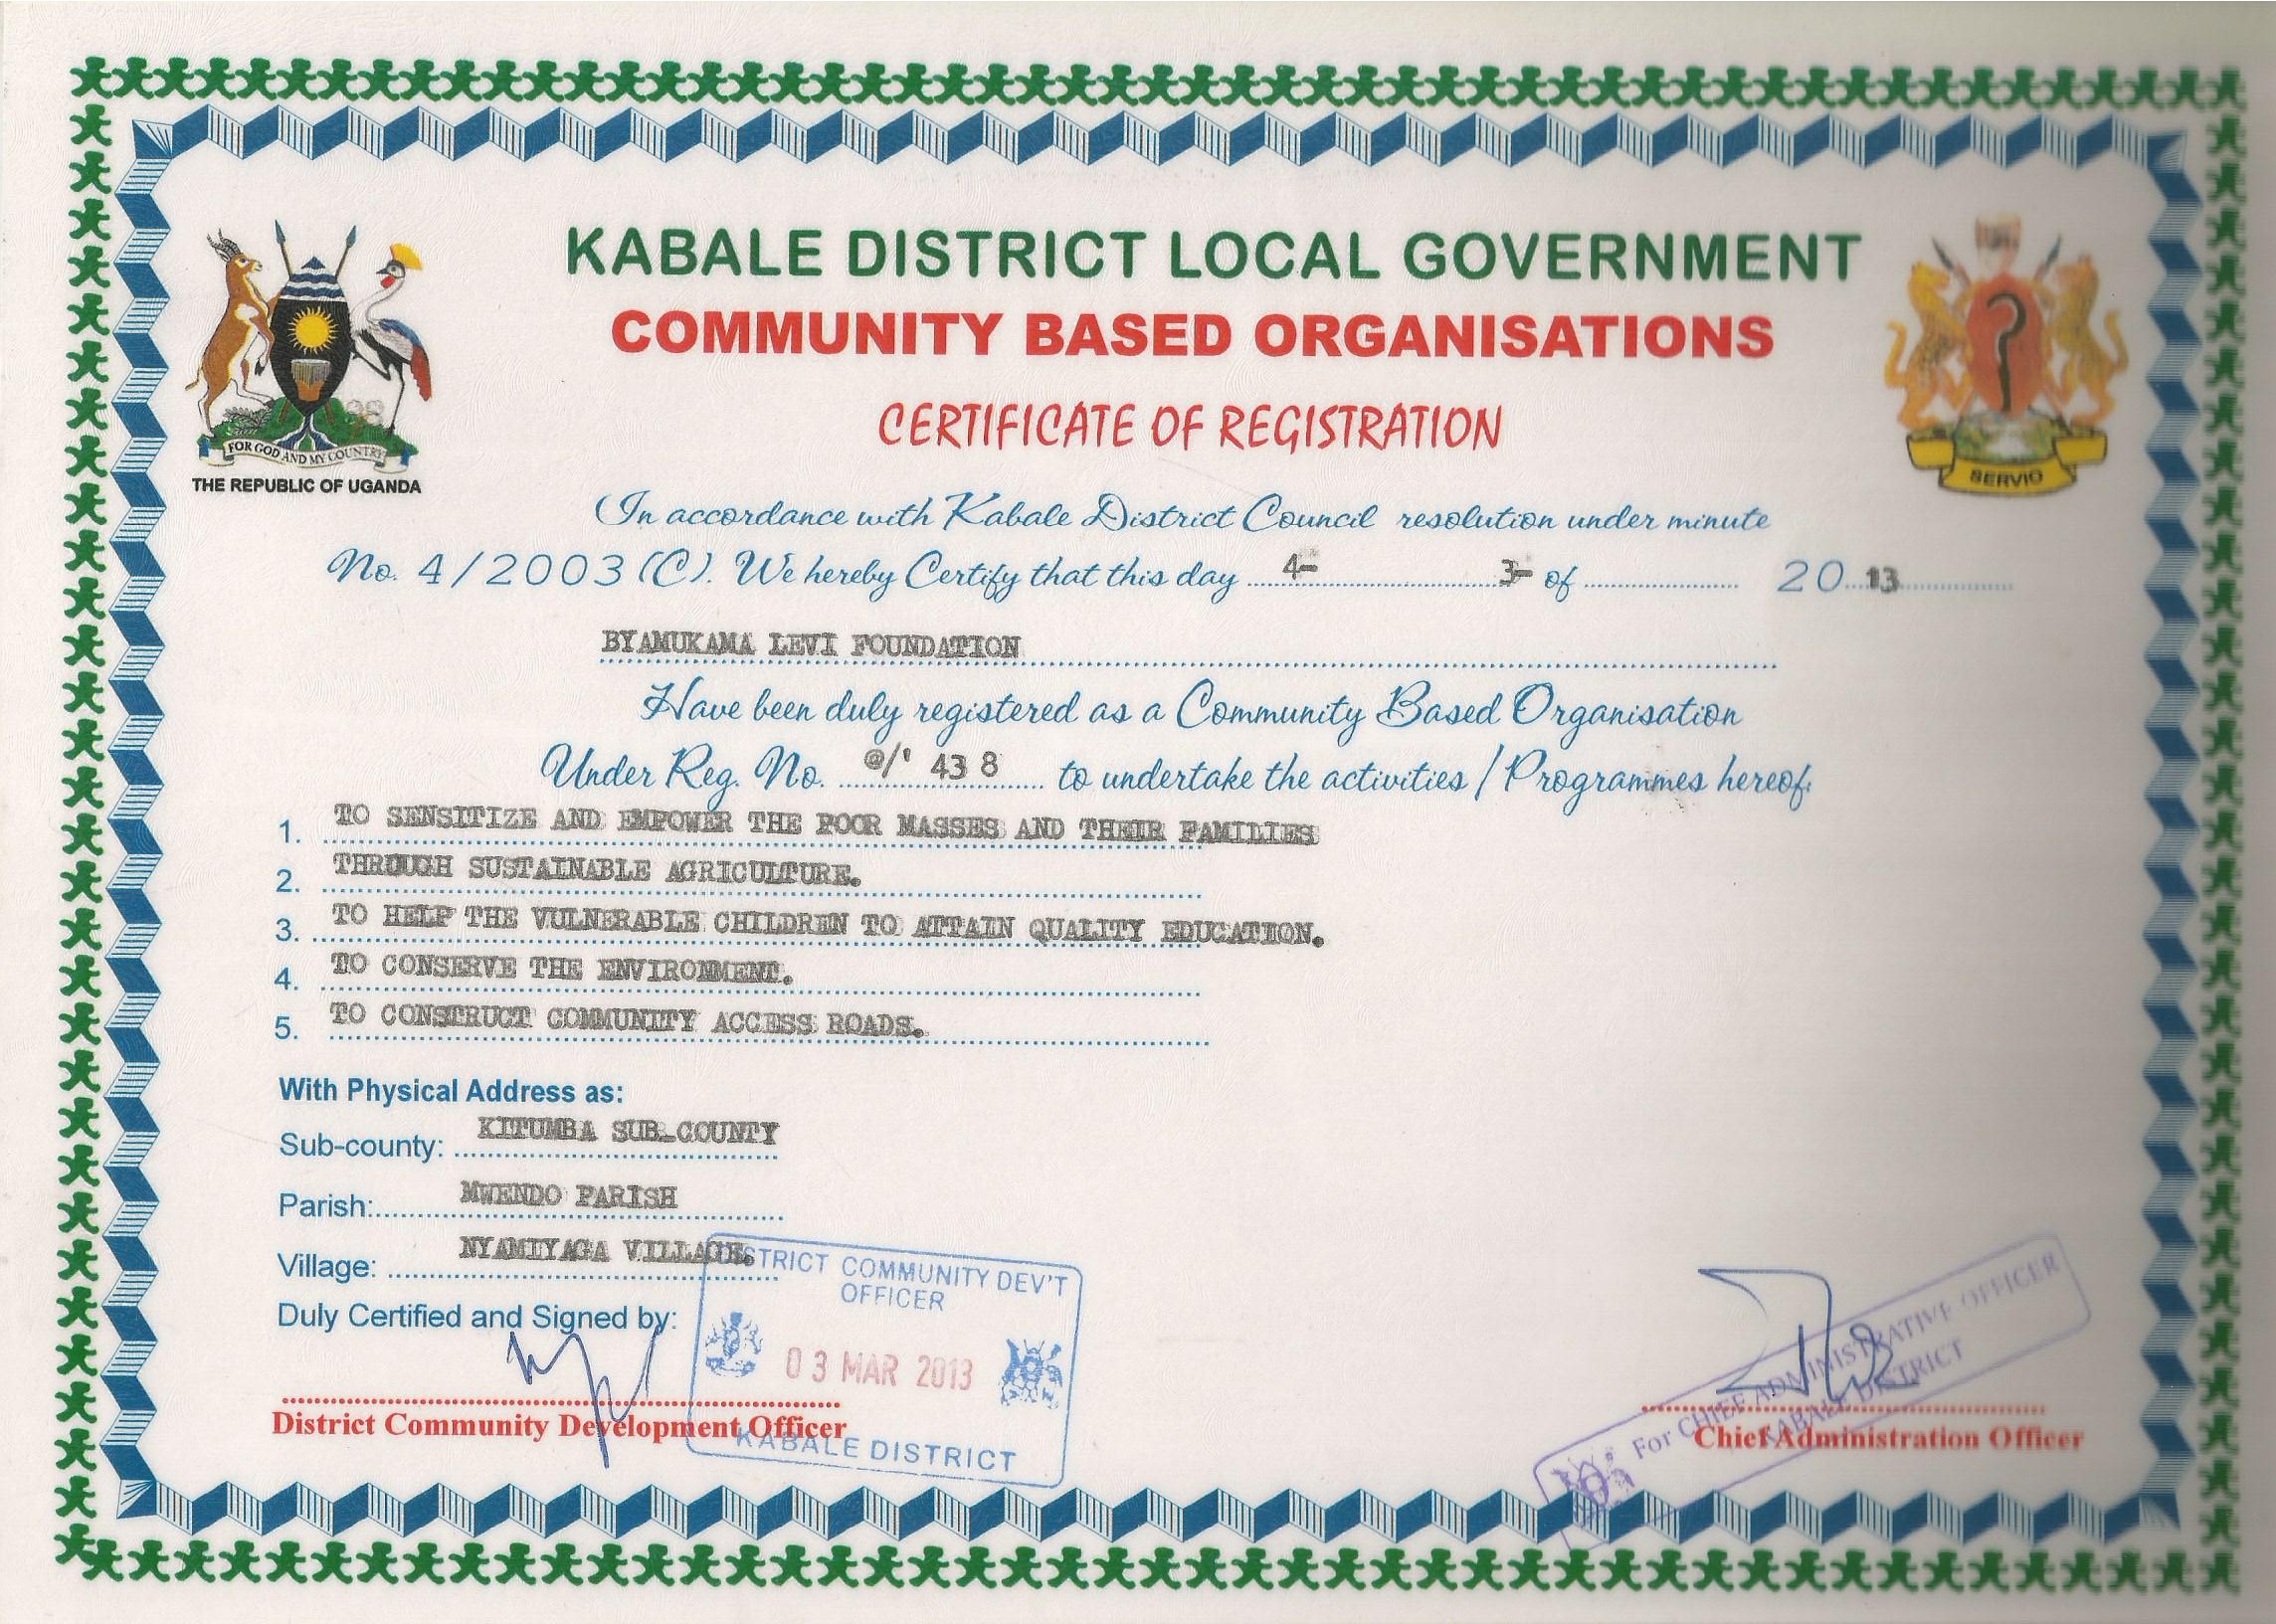 KABALE DISTRICT LOCAL GOVERNMENT
COMMUNITY BASED ORGANISATIONS
CERTIFICATE OF REGISTRATION
FOR GOD AND MY COUNTRY
THE REPUBLIC OF UGANDA
SERVIO
In accordance with Kabale District Council resolution under minute
No. 4/2003 (C). We hereby Certify that this day 4- 3- of 20 13
BYAMUKAMA LEVI FOUNDATION
Have been duly registered as a Community Based Organisation
Under Reg. No. @/' 438 to undertake the activities / Programmes hereof:
1. TO SENSITIZE AND EMPOWER THE POOR MASSES AND THEIR FAMILIES
2. THROUGH SUSTAINABLE AGRICULTURE.
3. TO HELP THE VULNERABLE CHILDREN TO ATTAIN QUALITY EDUCATION.
4. TO CONSERVE THE ENVIRONMENT.
5. TO CONSTRUCT COMMUNITY ACCESS ROADS.
With Physical Address as:
Sub-county: KITUMBA SUB-COUNTY
Parish: MWENDO PARISH
Village: NYAMIYAGA VILLAGE.
Duly Certified and Signed by:
DISTRICT COMMUNITY DEV'T
OFFICER
03 MAR 2013
KABALE DISTRICT
District Community Development Officer
For CHIEF ADMINISTRATIVE OFFICER
KABALE DISTRICT
Chief Administration Officer